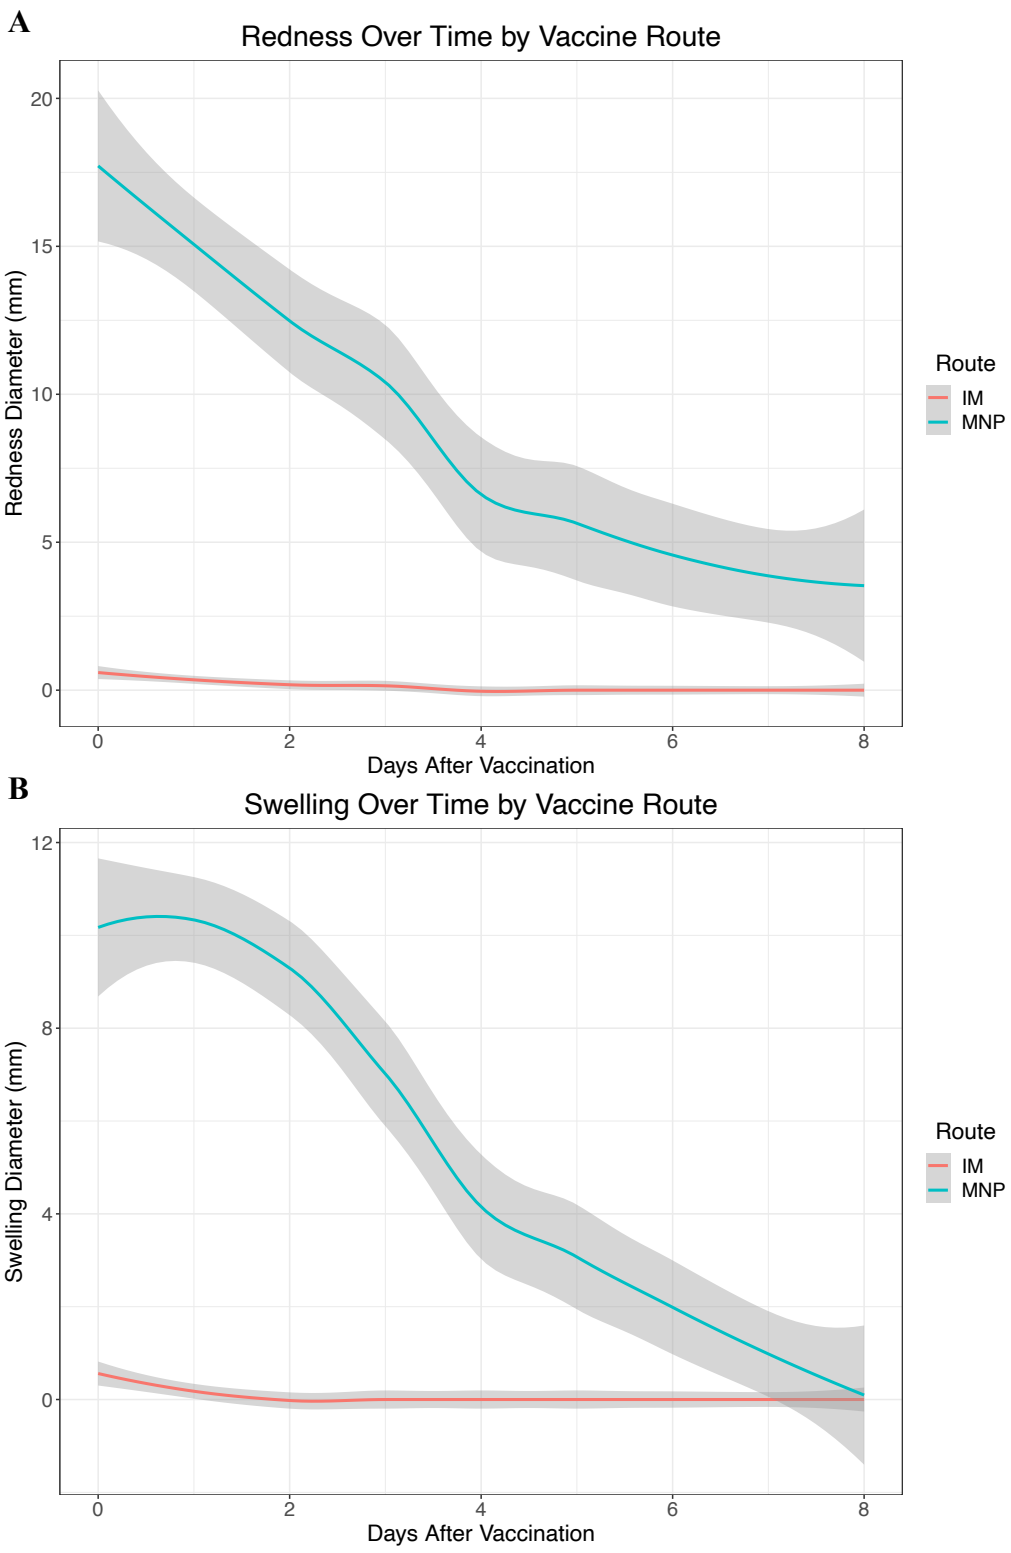 A
Redness Over Time by Vaccine Route
20
15
10
5
0
Redness Diameter (mm)
0 2 4 6 8
Days After Vaccination
Route
IM
MNP
B
Swelling Over Time by Vaccine Route
12
8
4
0
Swelling Diameter (mm)
0 2 4 6 8
Days After Vaccination
Route
IM
MNP